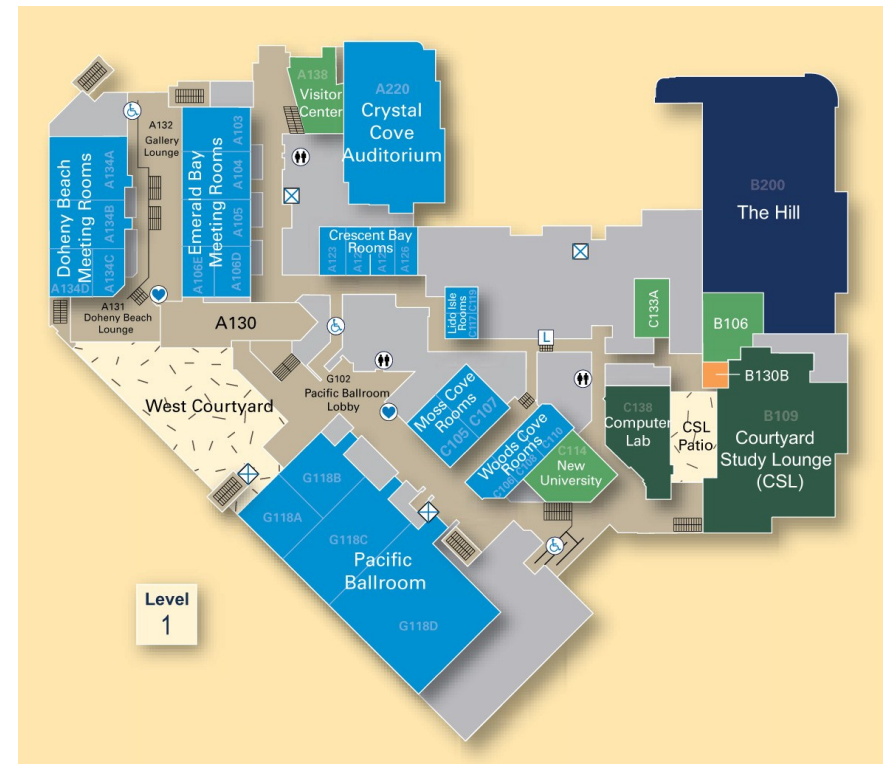 A138
Visitor
Center
A220
Crystal
Cove
Auditorium
A132
Gallery
Lounge
Doheny Beach
Meeting Rooms
A134A
A134B
A134C
A134D
Emerald Bay
Meeting Rooms
A103
A104
A105
A106D
A106E
Crescent Bay
Rooms
A123
A126
B200
The Hill
Lido Isle
Rooms
C117
C119
C133A
B106
A131
Doheny Beach
Lounge
A130
L
B130B
G102
Pacific Ballroom
Lobby
West Courtyard
Moss Cove
Rooms
C105
C107
Woods Cove
Rooms
C106
C108
C110
C114
New
University
C138
Computer
Lab
CSL
Patio
B109
Courtyard
Study Lounge
(CSL)
G118B
G118A
G118C
Pacific
Ballroom
G118D
Level
1